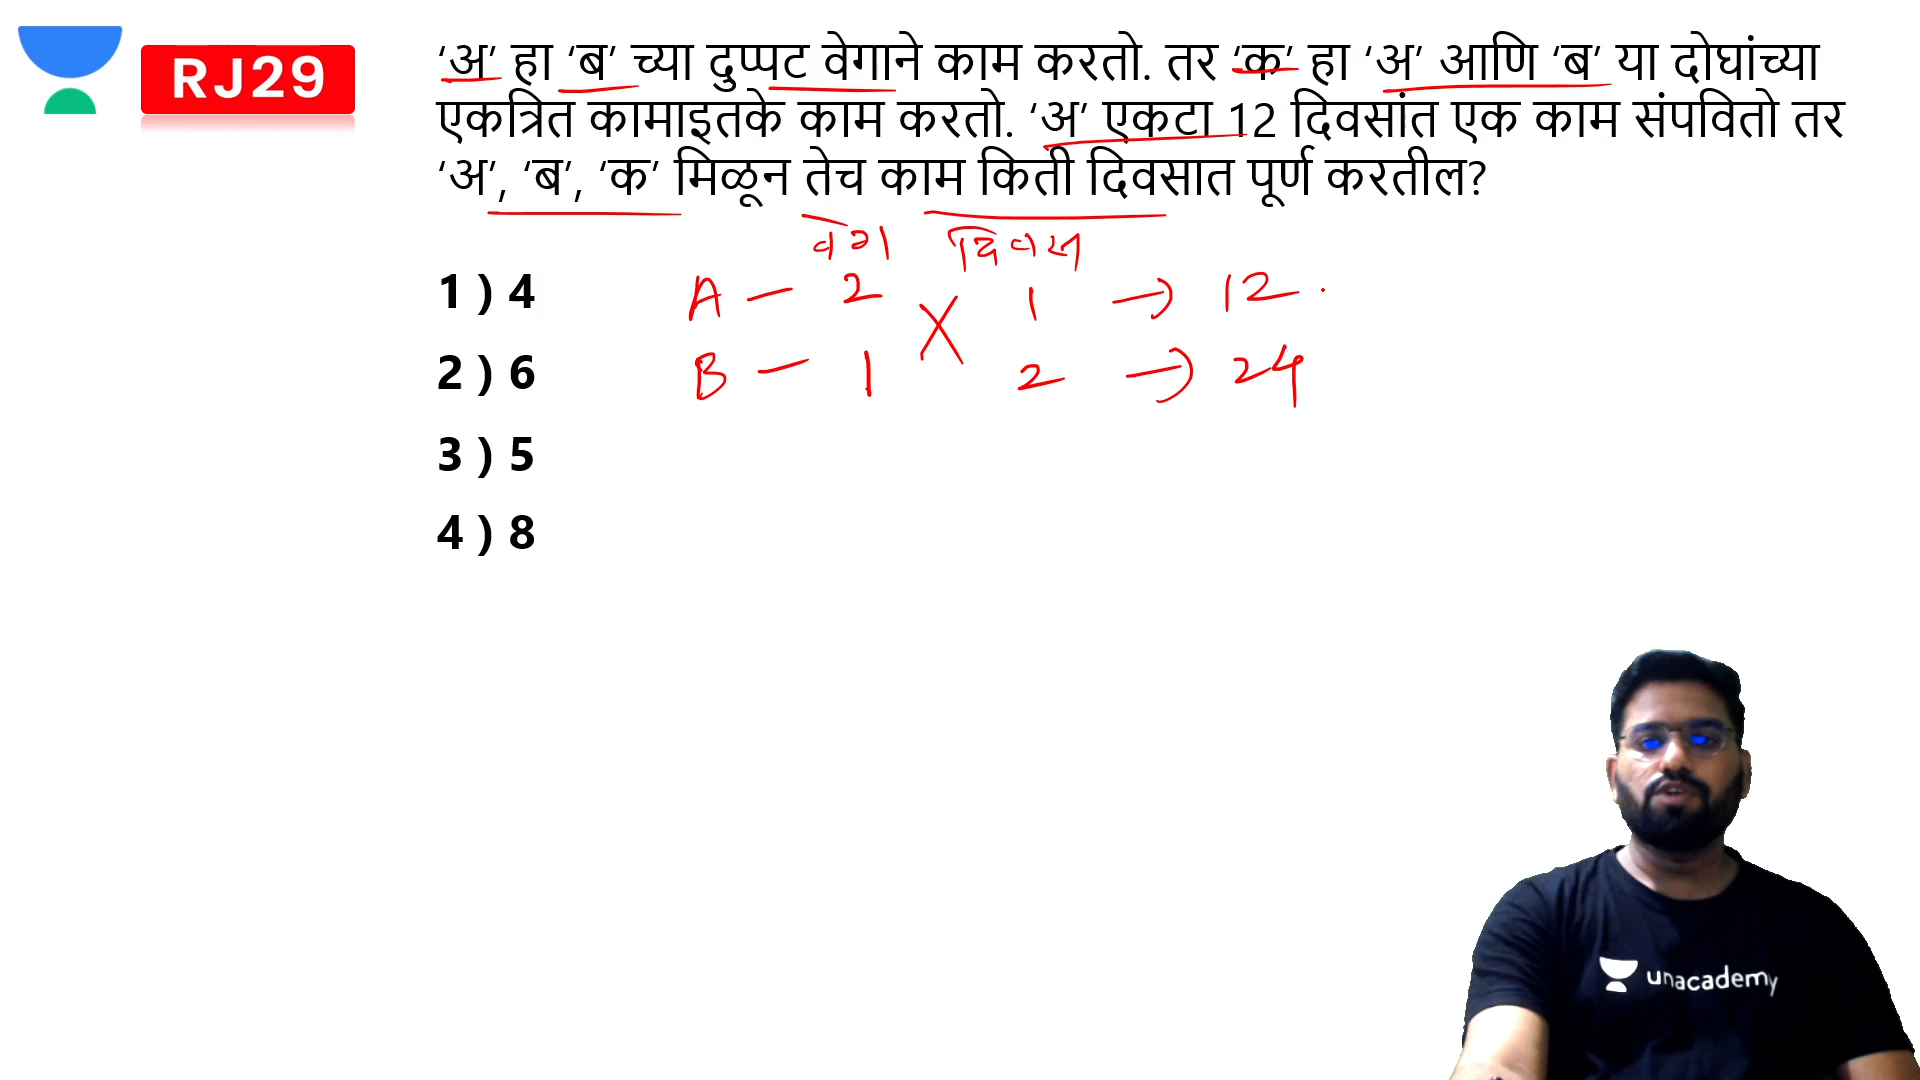 RJ29
‘अ’ हा ‘ब’ च्या दुप्पट वेगाने काम करतो. तर ‘क’ हा ‘अ’ आणि ‘ब’ या दोघांच्या
एकत्रित कामाइतके काम करतो. ‘अ’ एकटा 12 दिवसांत एक काम संपवितो तर
‘अ’, ‘ब’, ‘क’ मिळून तेच काम किती दिवसात पूर्ण करतील?
वेग दिवस
1 ) 4
A — 2 1 → 12
2 ) 6
B — 1 2 → 24
3 ) 5
4 ) 8
unacademy